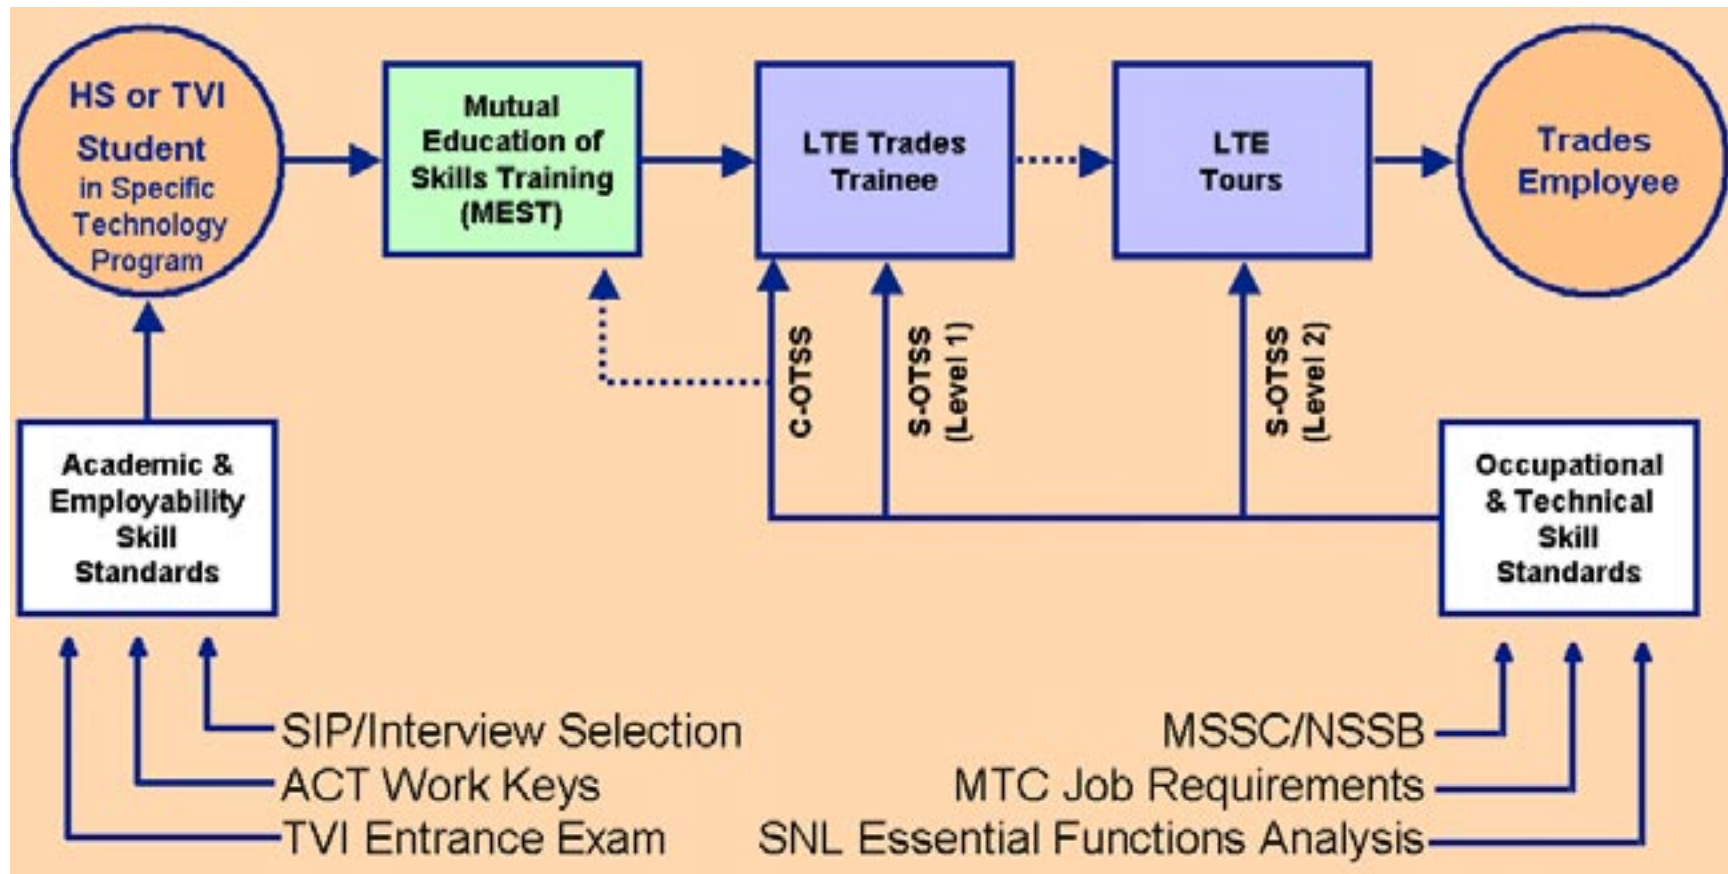 HS or TVI
Student
in Specific
Technology
Program
Mutual
Education of
Skills Training
(MEST)
LTE Trades
Trainee
LTE
Tours
Trades
Employee
C-OTSS
S-OTSS
(Level 1)
S-OTSS
(Level 2)
Academic &
Employability
Skill
Standards
Occupational
& Technical
Skill
Standards
SIP/Interview Selection
ACT Work Keys
TVI Entrance Exam
MSSC/NSSB
MTC Job Requirements
SNL Essential Functions Analysis